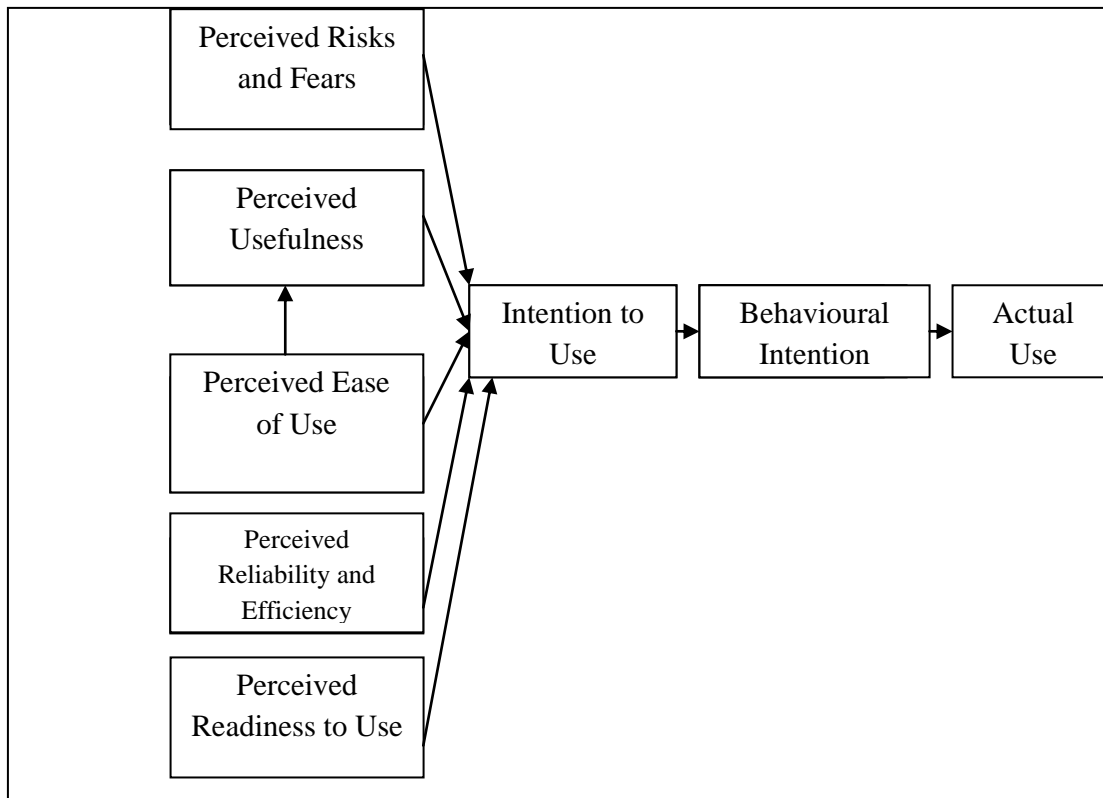 Perceived Risks
and Fears
Perceived
Usefulness
Perceived Ease
of Use
Perceived
Reliability and
Efficiency
Perceived
Readiness to Use
Intention to
Use
Behavioural
Intention
Actual
Use